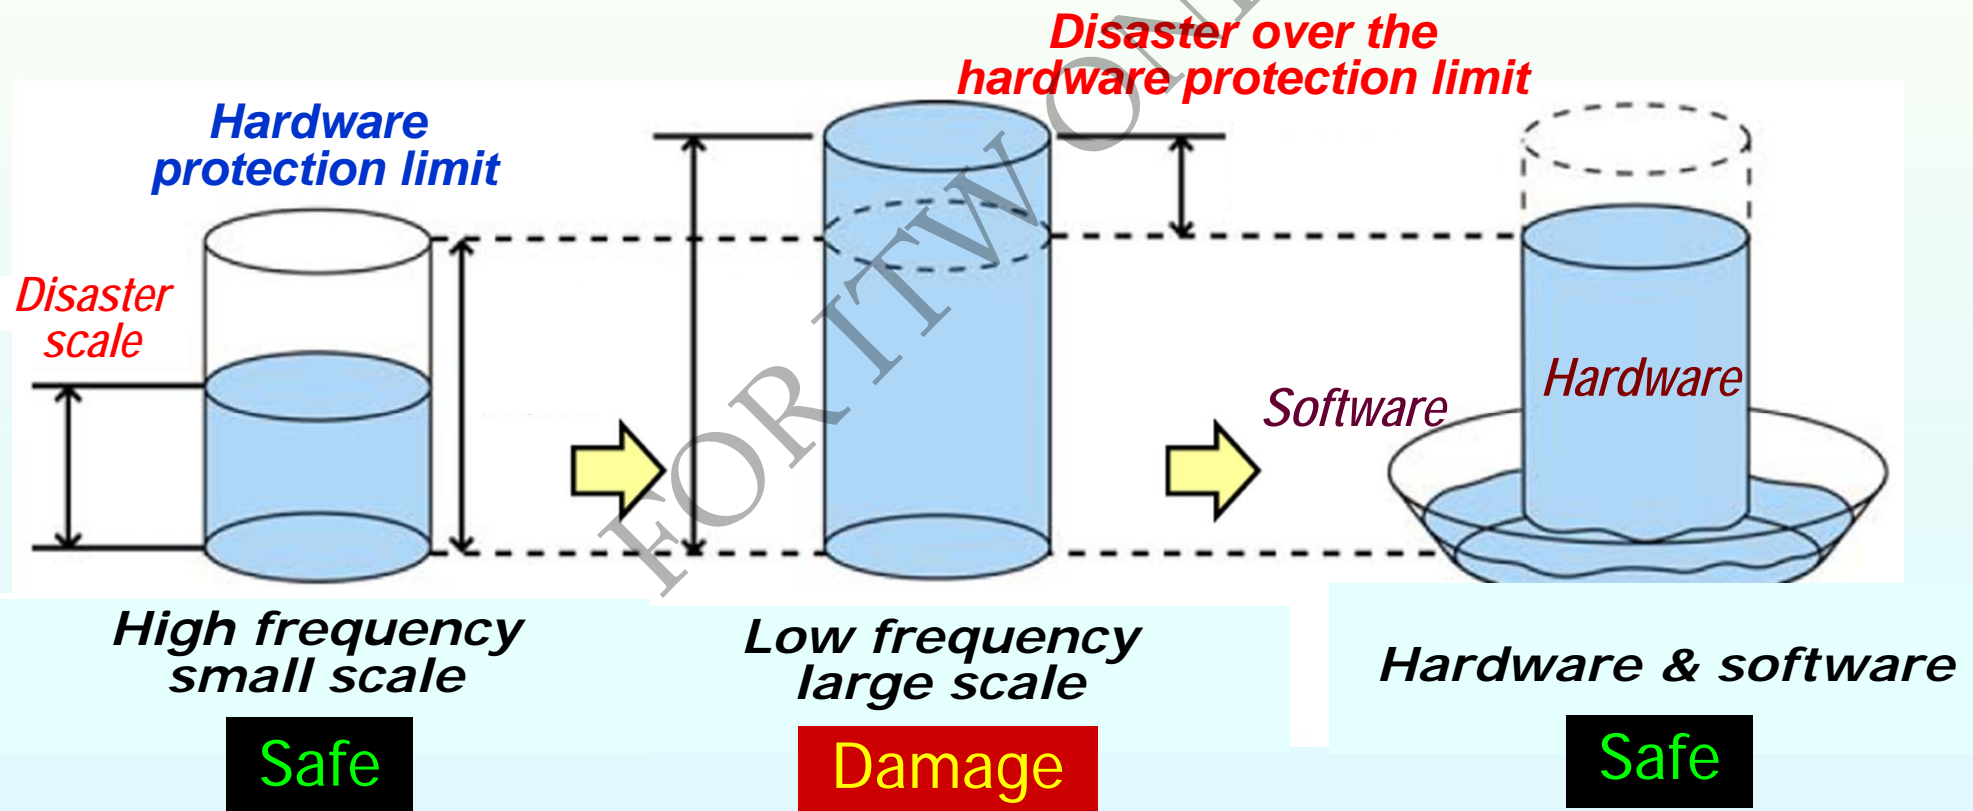 Disaster over the
hardware protection limit
Hardware
protection limit
Disaster
scale
Software
Hardware
High frequency
small scale
Low frequency
large scale
Hardware & software
Safe
Damage
Safe
FOR ITW